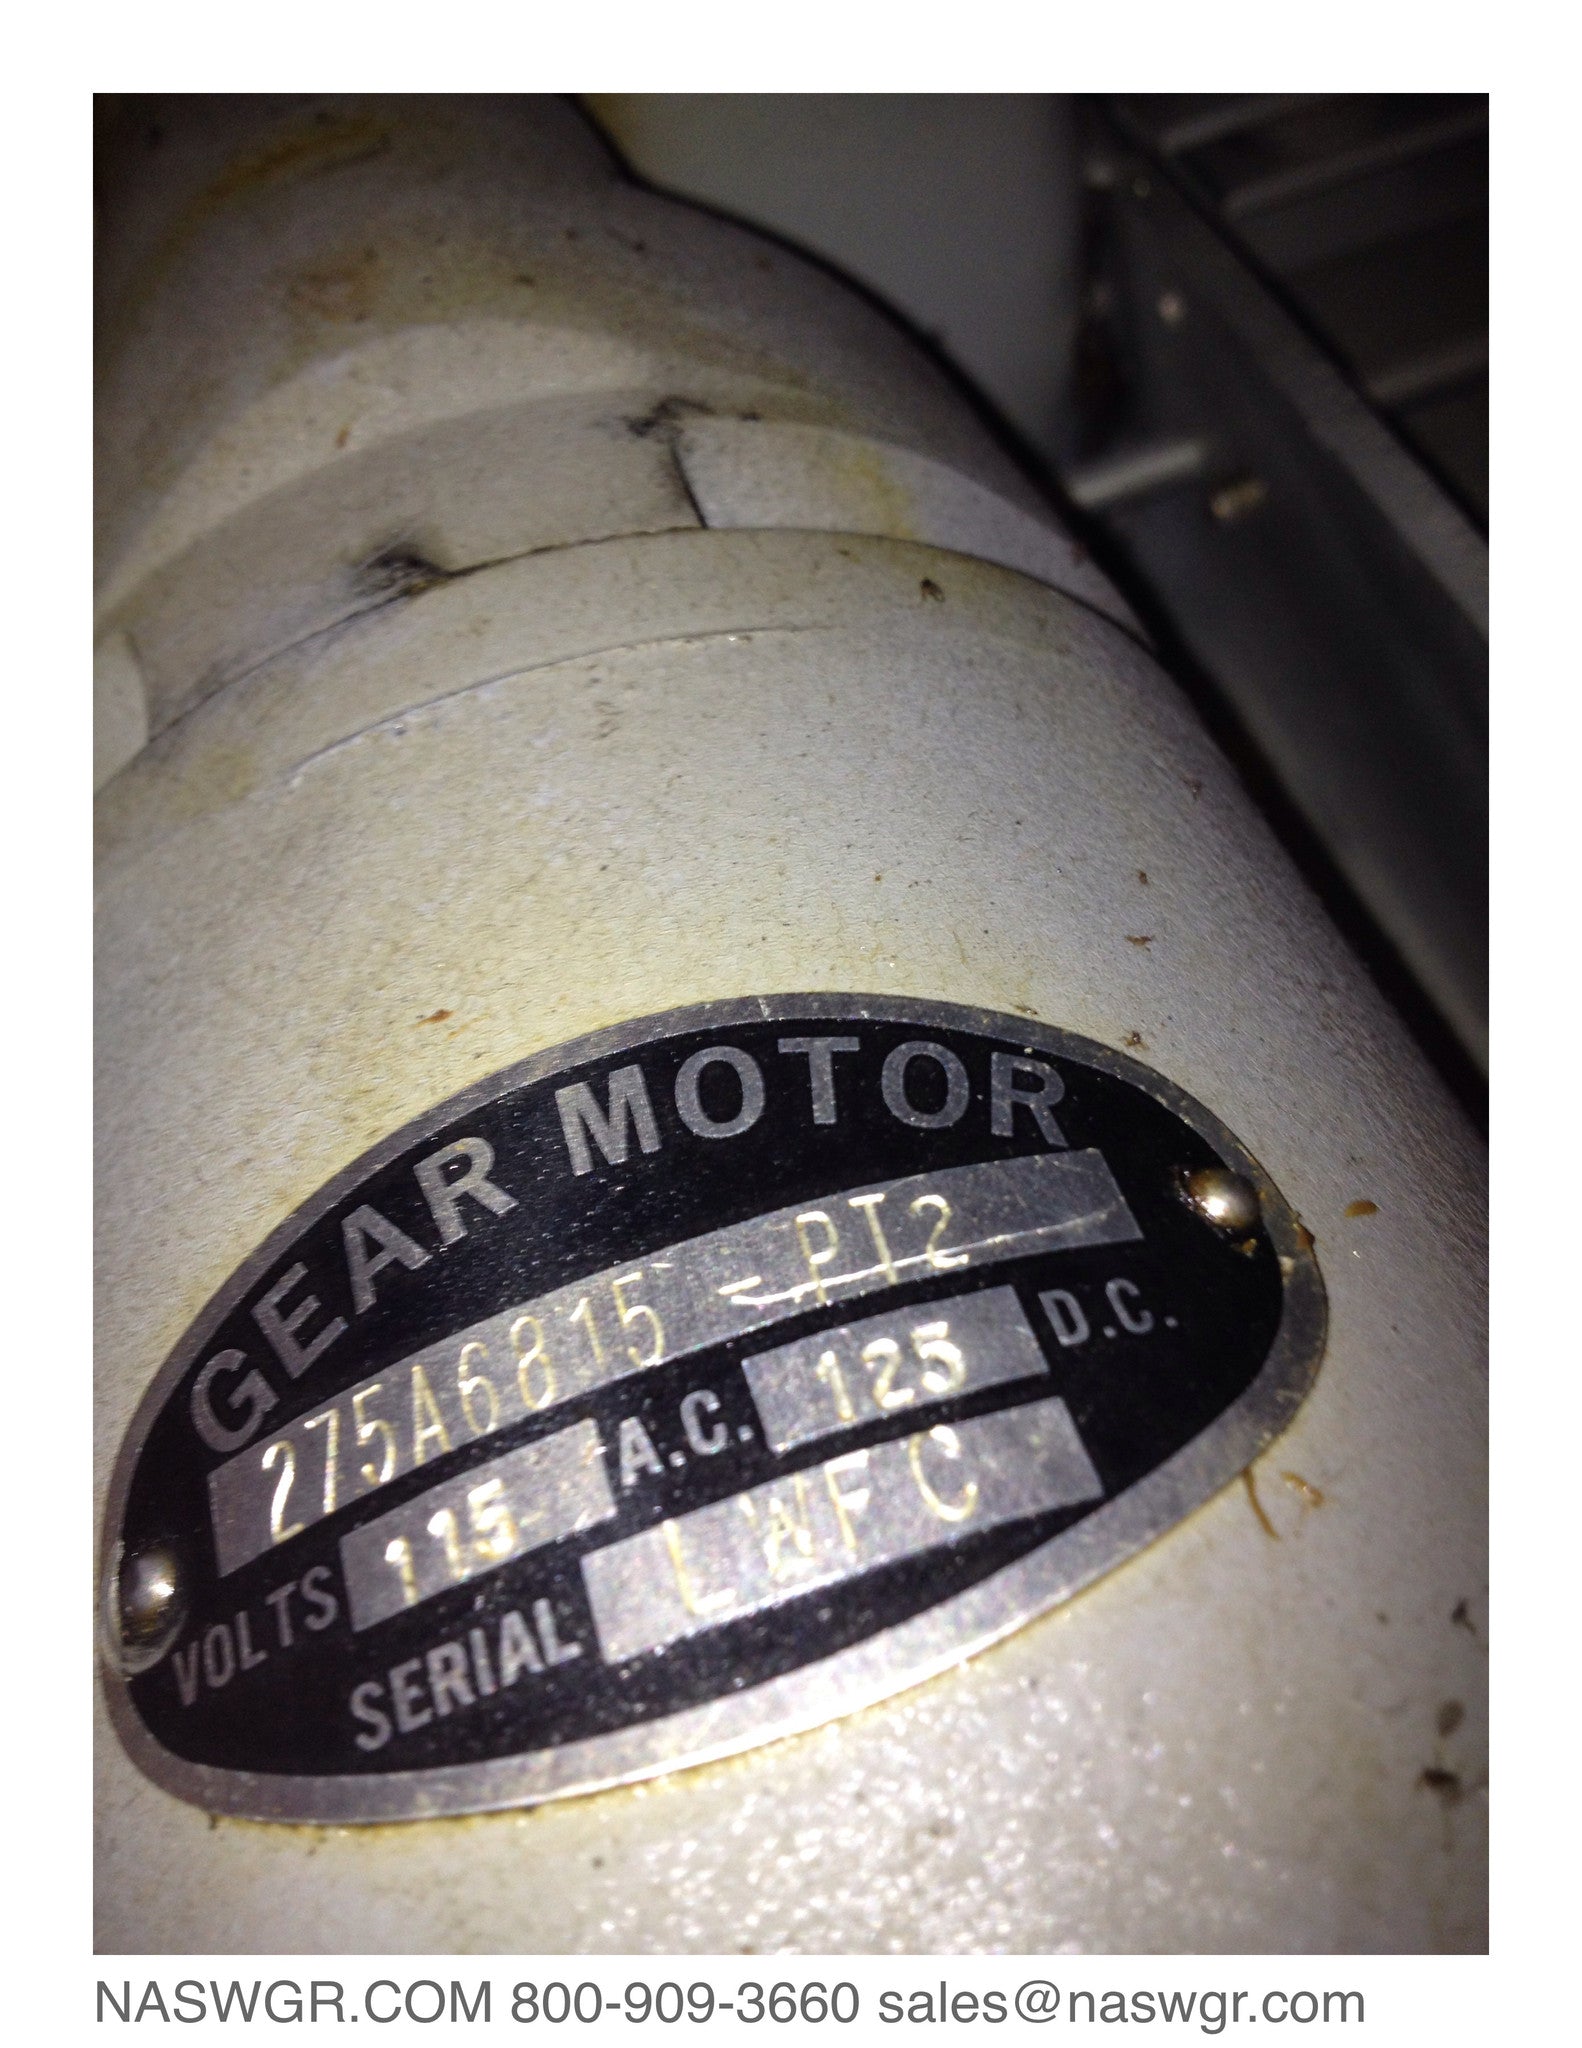 GEAR MOTOR
275A6815-PT2
VOLTS 115 A.C. 125 D.C.
SERIAL LWFC
NASWGR.COM 800-909-3660 sales@naswgr.com